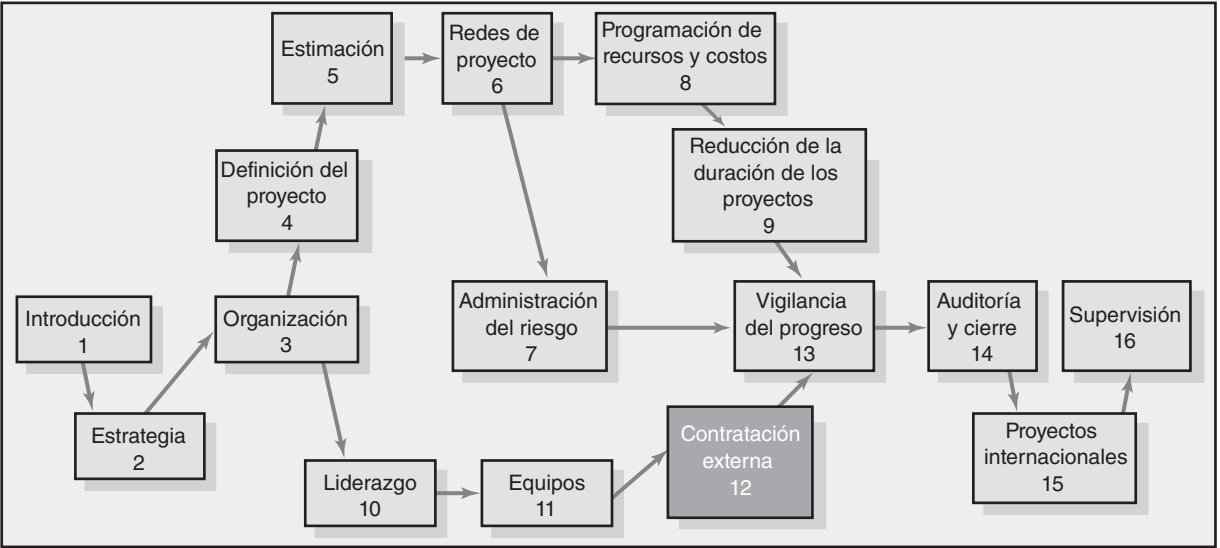 Estimación
5
Redes de
proyecto
6
Programación de
recursos y costos
8
Definición del
proyecto
4
Reducción de la
duración de los
proyectos
9
Introducción
1
Organización
3
Administración
del riesgo
7
Vigilancia
del progreso
13
Auditoría
y cierre
14
Supervisión
16
Estrategia
2
Liderazgo
10
Equipos
11
Contratación
externa
12
Proyectos
internacionales
15